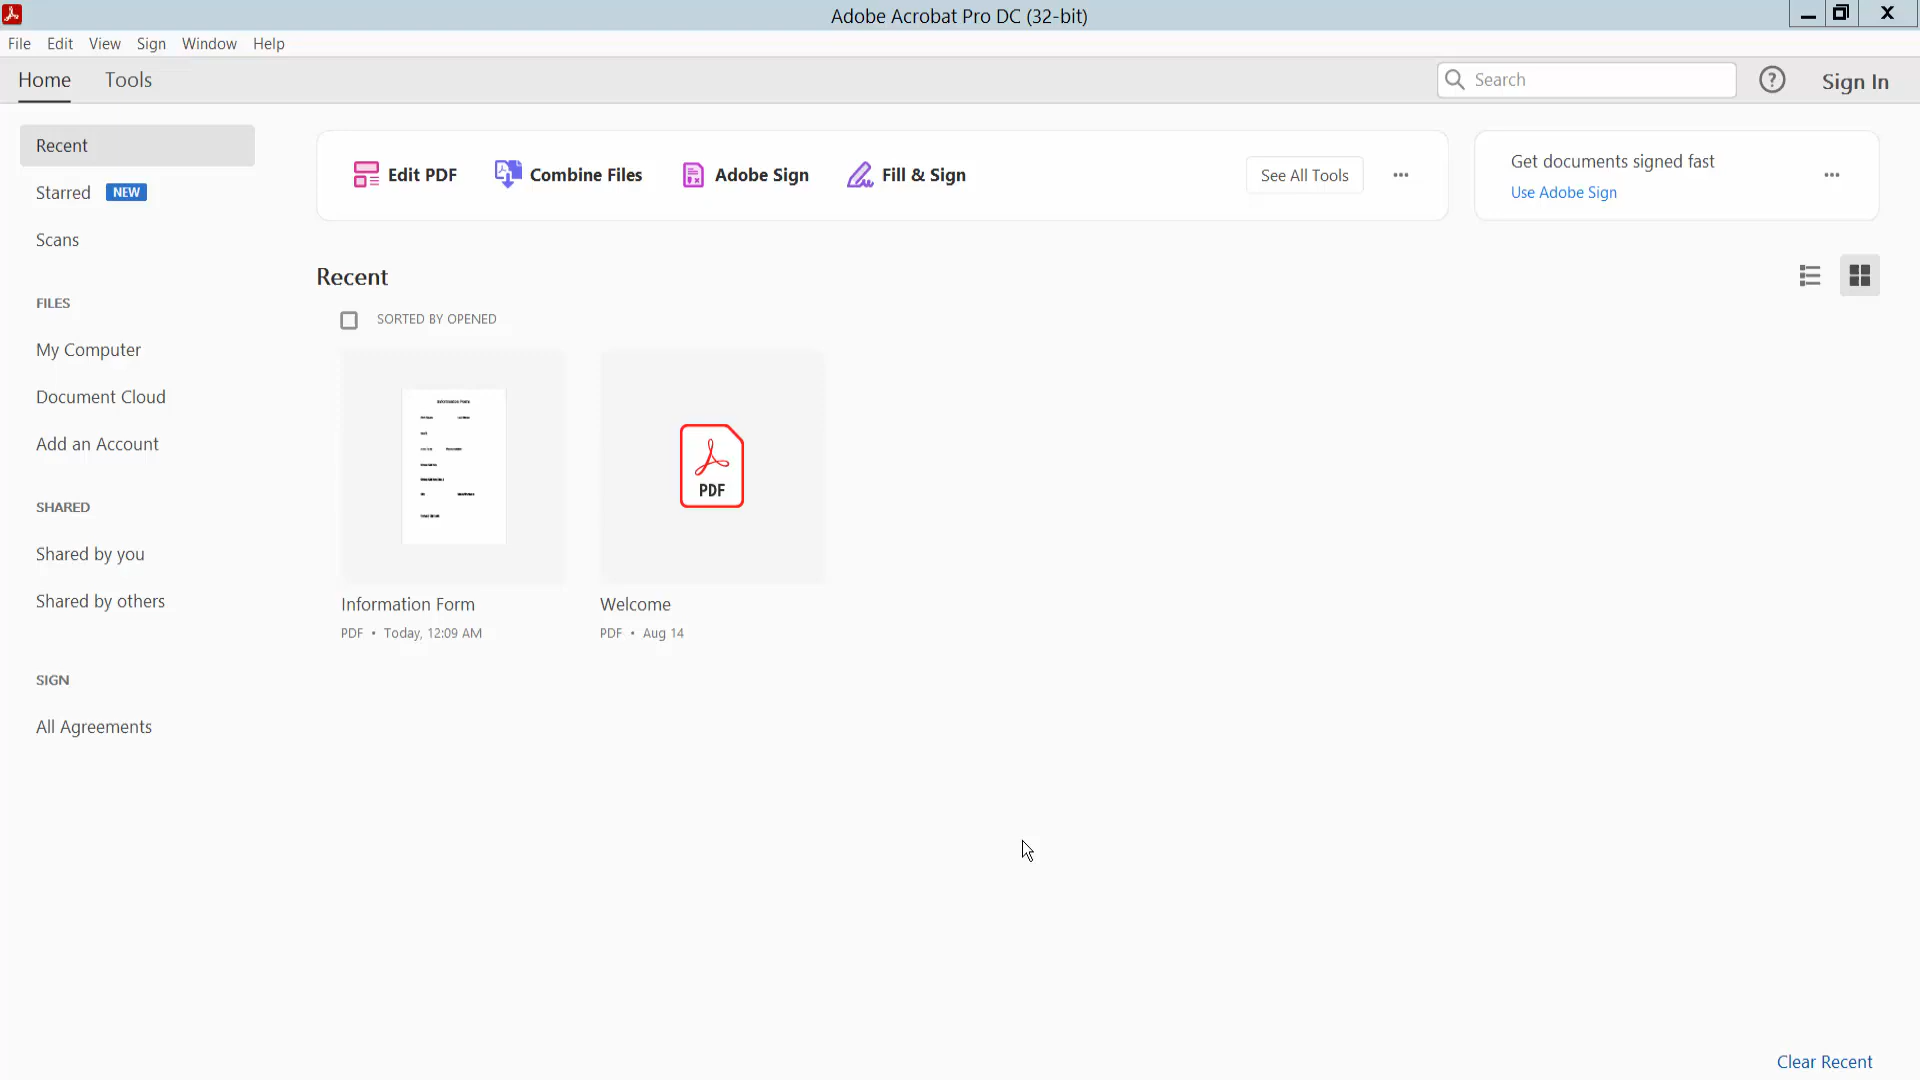 Adobe Acrobat Pro DC (32-bit)
File Edit View Sign Window Help
Home Tools
Search
Sign In
Recent
Starred NEW
Scans
FILES
My Computer
Document Cloud
Add an Account
SHARED
Shared by you
Shared by others
SIGN
All Agreements
Edit PDF Combine Files Adobe Sign Fill & Sign See All Tools
Get documents signed fast
Use Adobe Sign
Recent
SORTED BY OPENED
Information Form
PDF
Information Form
PDF • Today, 12:09 AM
Welcome
PDF • Aug 14
Clear Recent